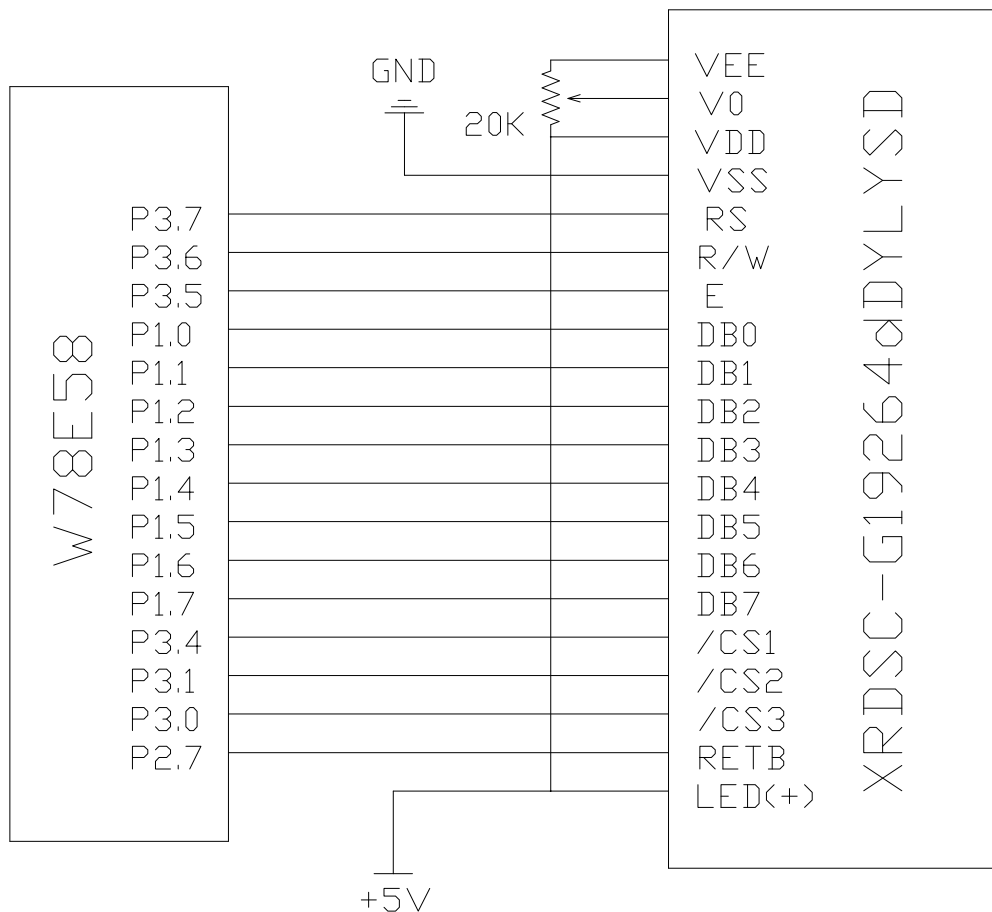 GND
20K
W78E58
P3.7
P3.6
P3.5
P1.0
P1.1
P1.2
P1.3
P1.4
P1.5
P1.6
P1.7
P3.4
P3.1
P3.0
P2.7
VEE
V0
VDD
VSS
RS
R/W
E
DB0
DB1
DB2
DB3
DB4
DB5
DB6
DB7
/CS1
/CS2
/CS3
RETB
LED(+)
XRDSC-G19264dDYLYSD
+5V